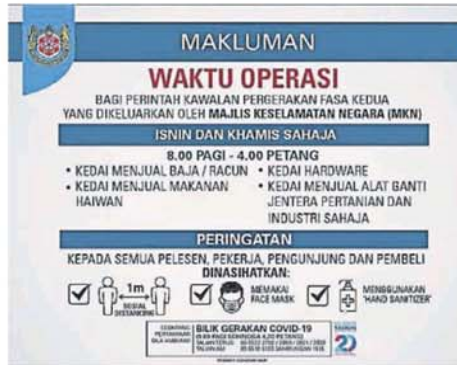 MAKLUMAN
WAKTU OPERASI
BAGI PERINTAH KAWALAN PERGERAKAN FASA KEDUA
YANG DIKELUARKAN OLEH MAJLIS KESELAMATAN NEGARA (MKN)
ISNIN DAN KHAMIS SAHAJA
8.00 PAGI - 4.00 PETANG
• KEDAI MENJUAL BAJA / RACUN
• KEDAI MENJUAL MAKANAN
HAIWAN
• KEDAI HARDWARE
• KEDAI MENJUAL ALAT GANTI
JENTERA PERTANIAN DAN
INDUSTRI SAHAJA
PERINGATAN
KEPADA SEMUA PELESEN, PEKERJA, PENGUNJUNG DAN PEMBELI
DINASIHATKAN:
1m
SOSIAL
DISTANKING
MEMAKAI
FACE MASK
MENGGUNAKAN
'HAND SANITIZER'
BILIK GERAKAN COVID-19